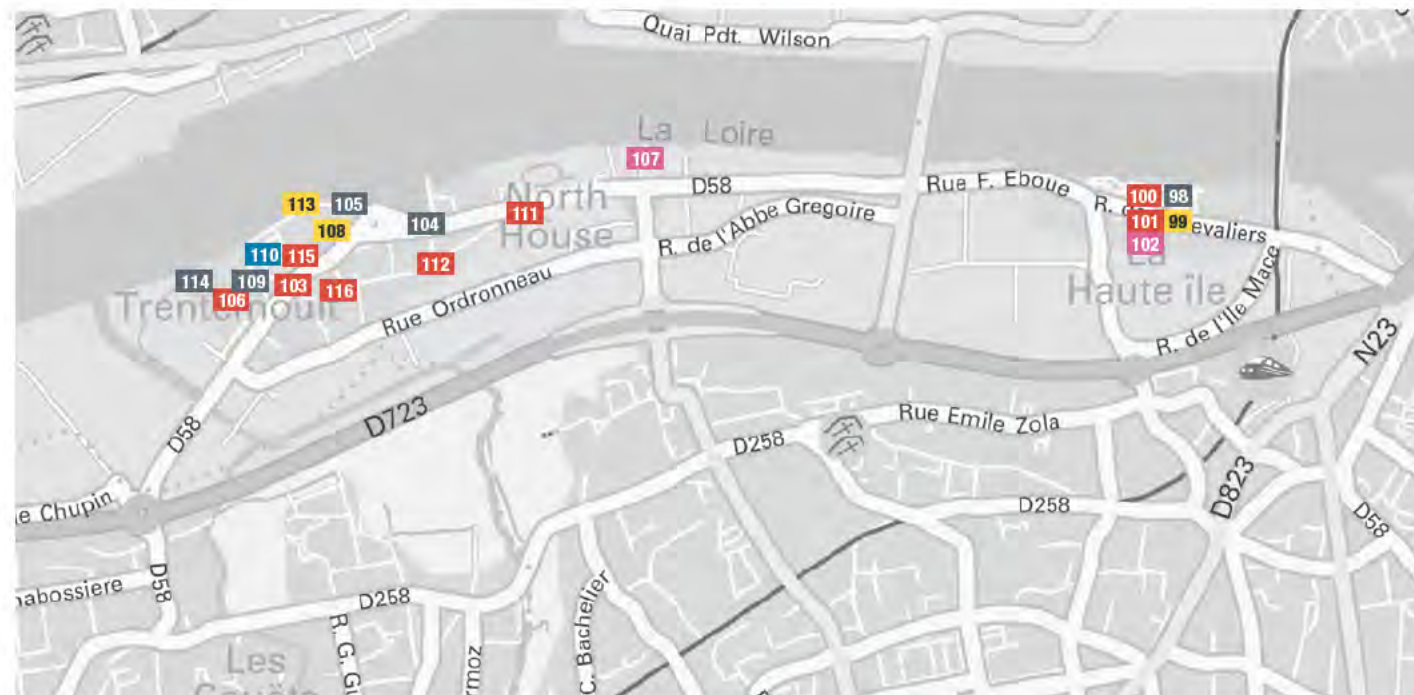 Quai Pdt. Wilson
La Loire
107
D58
Rue F. Eboue
100
98
R. de
101
99
evaliers
102
La
Haute île
113
105
108
104
North
111
House
R. de l'Abbe Gregoire
110
115
112
114
109
103
106
116
Trentemoult
Rue Ordronneau
R. de l'Ile Mace
N23
D58
D723
D258
Rue Emile Zola
D823
D258
D58
e Chupin
D58
abossiere
D258
R. G. Gu
rmoz
C. Bachelier
Les